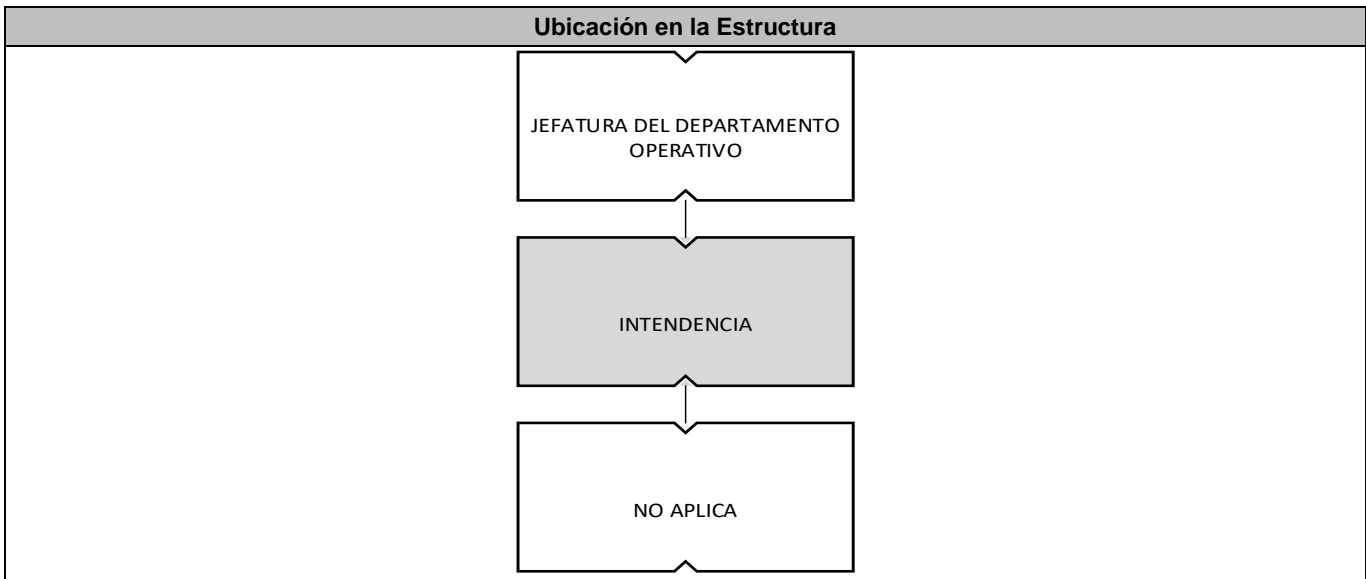 Ubicación en la Estructura
JEFATURA DEL DEPARTAMENTO
OPERATIVO
INTENDENCIA
NO APLICA